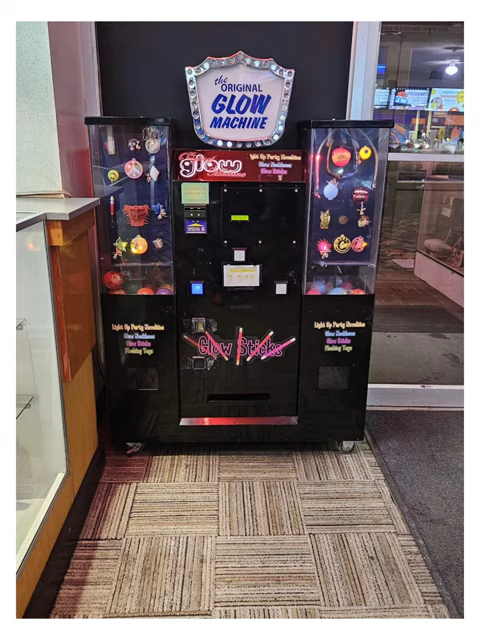 the
ORIGINAL
GLOW
MACHINE
glow
Light Up Party Novelties
Glow Necklaces
Glow Sticks
Glow Sticks
Light Up Party Novelties
Glow Necklaces
Glow Sticks
Flashing Toys
Light Up Party Novelties
Glow Necklaces
Glow Sticks
Flashing Toys